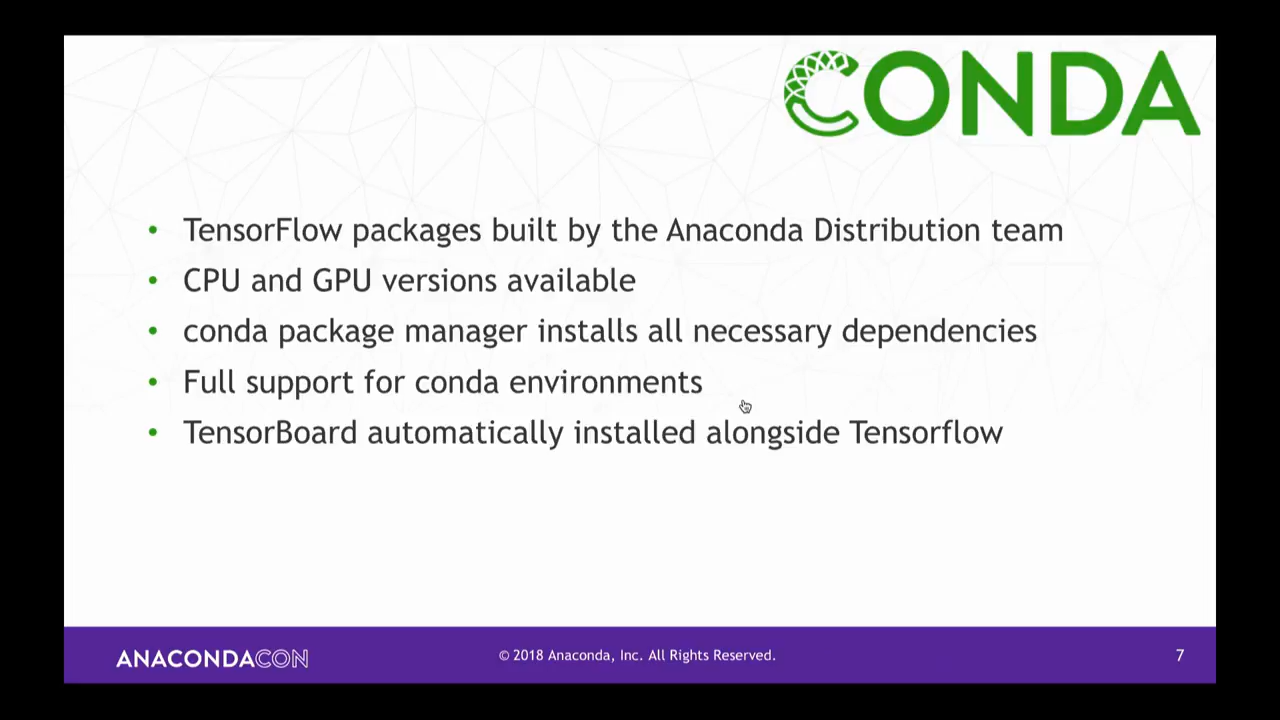 CONDA
• TensorFlow packages built by the Anaconda Distribution team
• CPU and GPU versions available
• conda package manager installs all necessary dependencies
• Full support for conda environments
• TensorBoard automatically installed alongside Tensorflow
ANACONDACON
© 2018 Anaconda, Inc. All Rights Reserved.
7